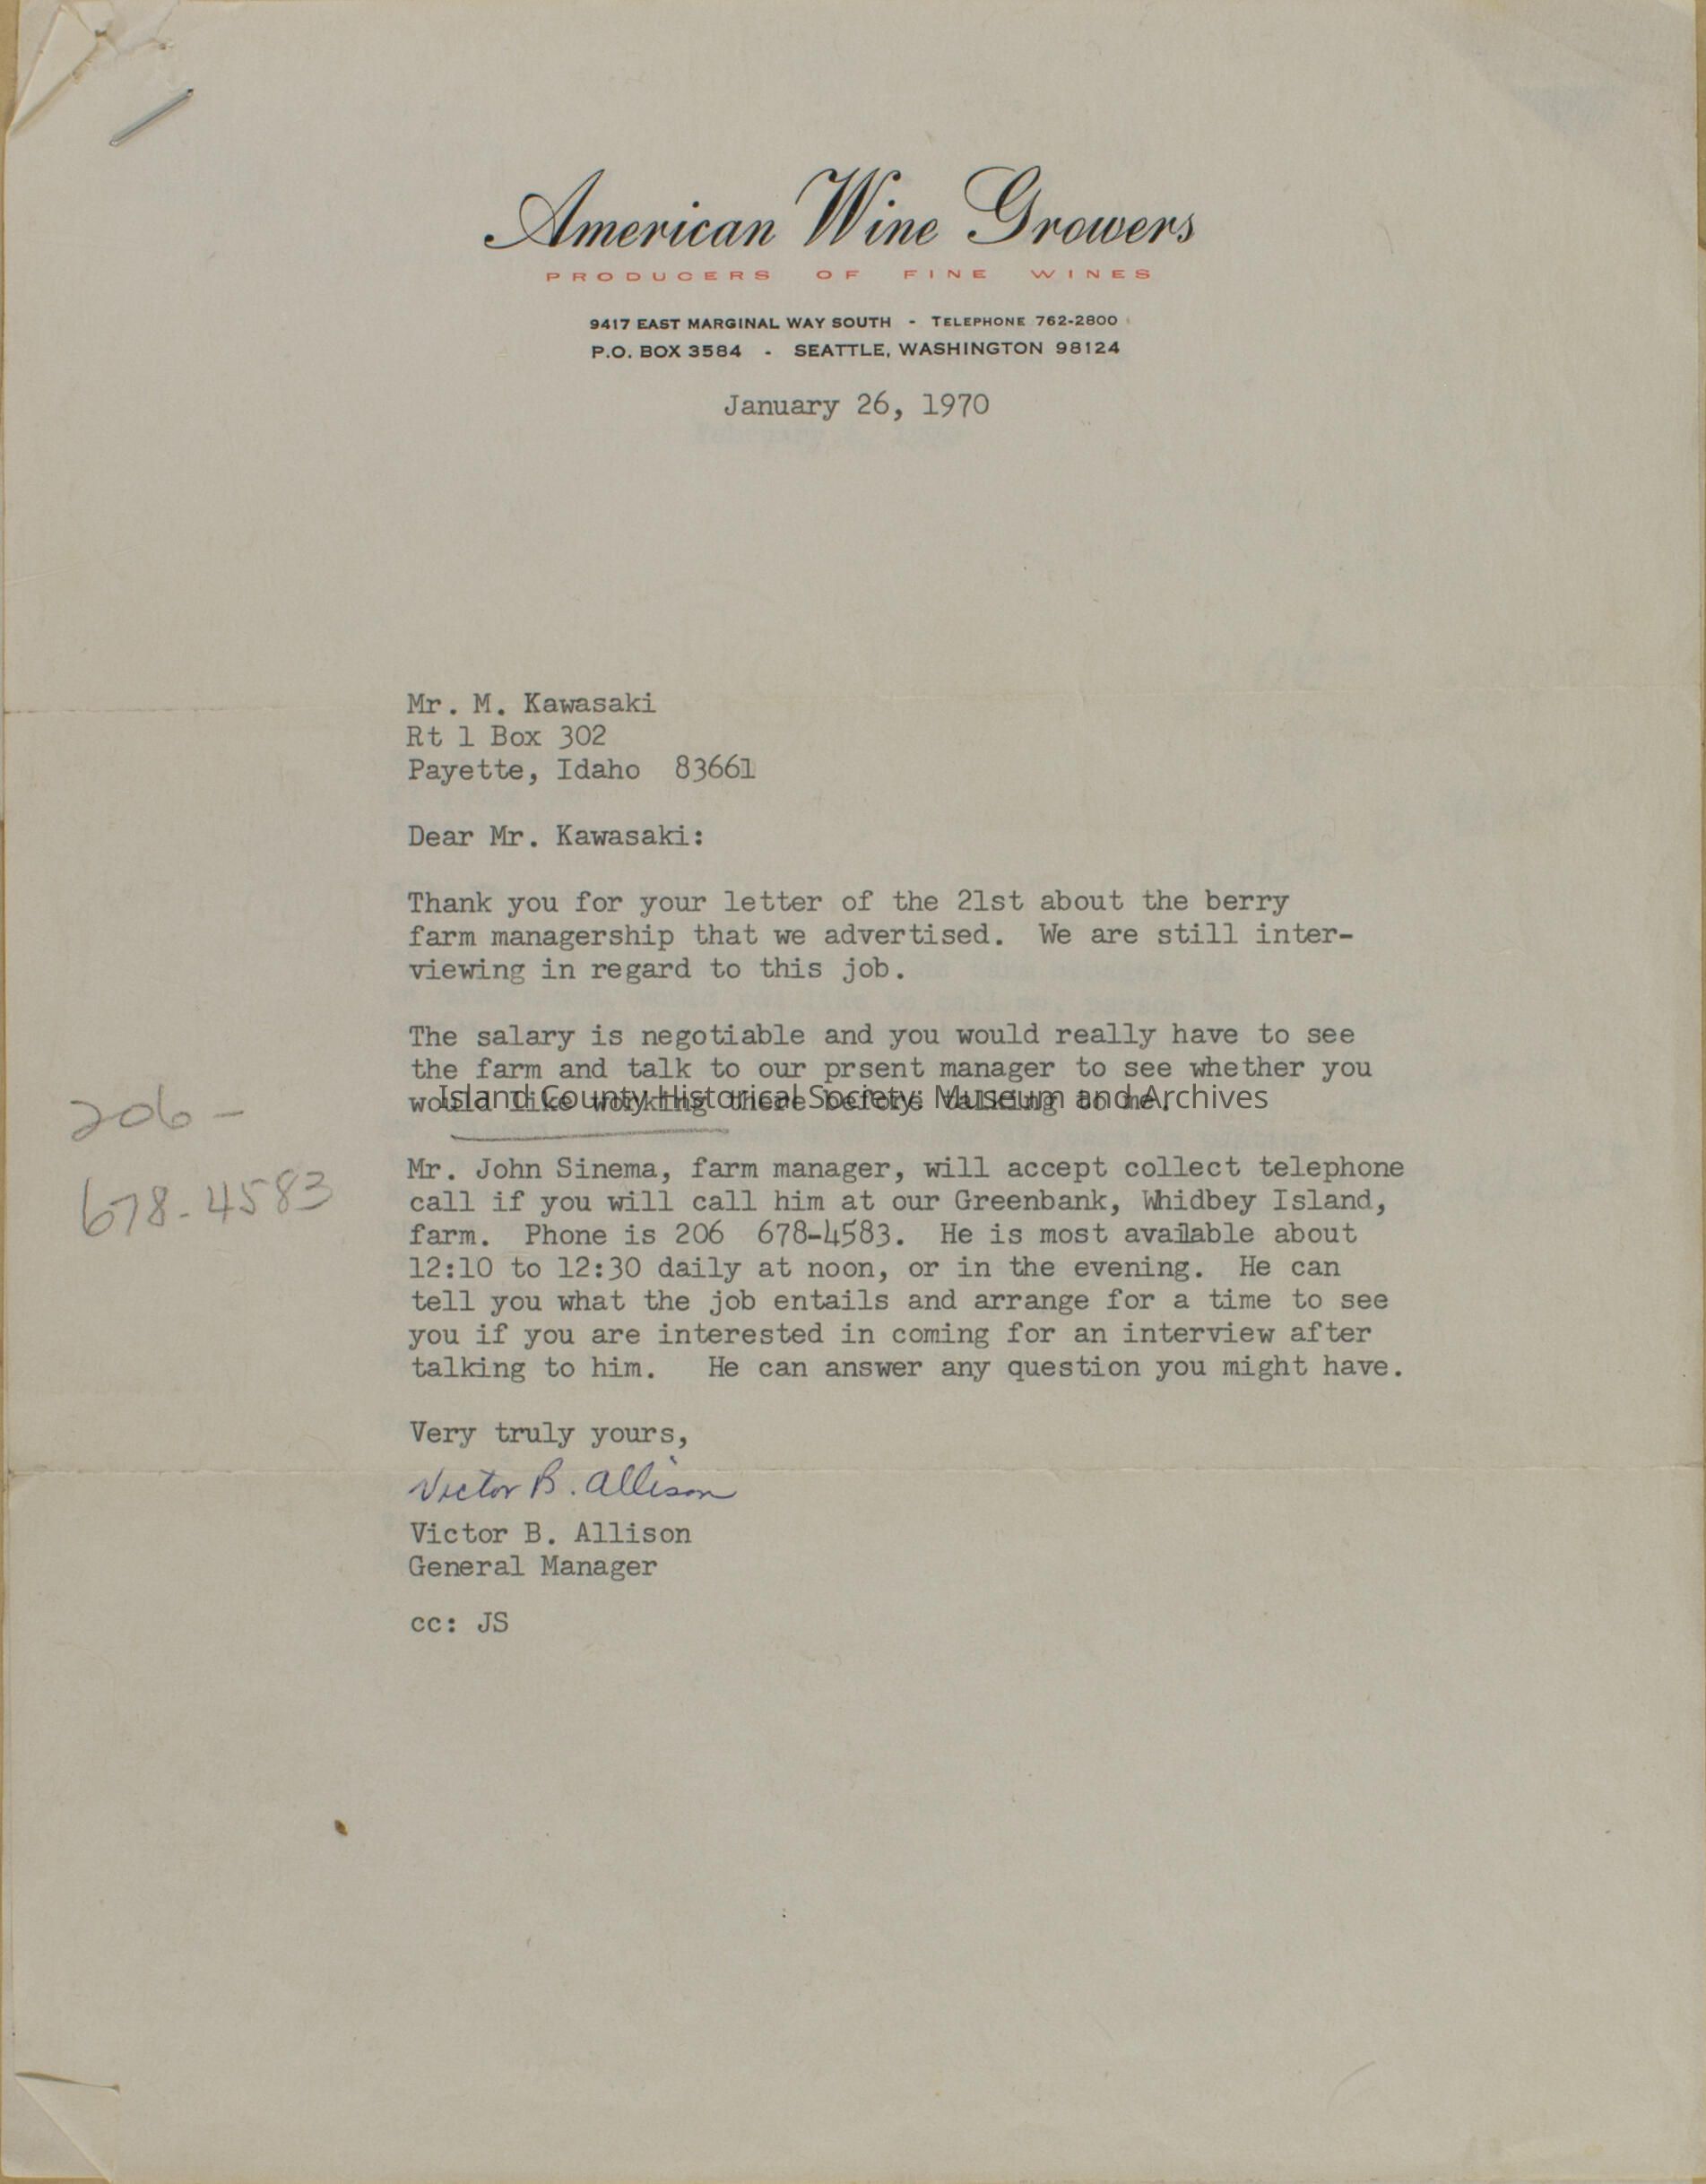 American Wine Growers
PRODUCERS OF FINE WINES
9417 EAST MARGINAL WAY SOUTH - TELEPHONE 762-2800
P.O. BOX 3584 - SEATTLE, WASHINGTON 98124
January 26, 1970
Mr. M. Kawasaki
Rt 1 Box 302
Payette, Idaho 83661
Dear Mr. Kawasaki:
Thank you for your letter of the 21st about the berry
farm managership that we advertised. We are still inter-
viewing in regard to this job.
The salary is negotiable and you would really have to see
the farm and talk to our prsent manager to see whether you
would like working there before talking to me.
Island County Historical Society: Museum and Archives
206-
678-4583
Mr. John Sinema, farm manager, will accept collect telephone
call if you will call him at our Greenbank, Whidbey Island,
farm. Phone is 206 678-4583. He is most available about
12:10 to 12:30 daily at noon, or in the evening. He can
tell you what the job entails and arrange for a time to see
you if you are interested in coming for an interview after
talking to him. He can answer any question you might have.
Very truly yours,
Victor B. Allison
Victor B. Allison
General Manager
cc: JS